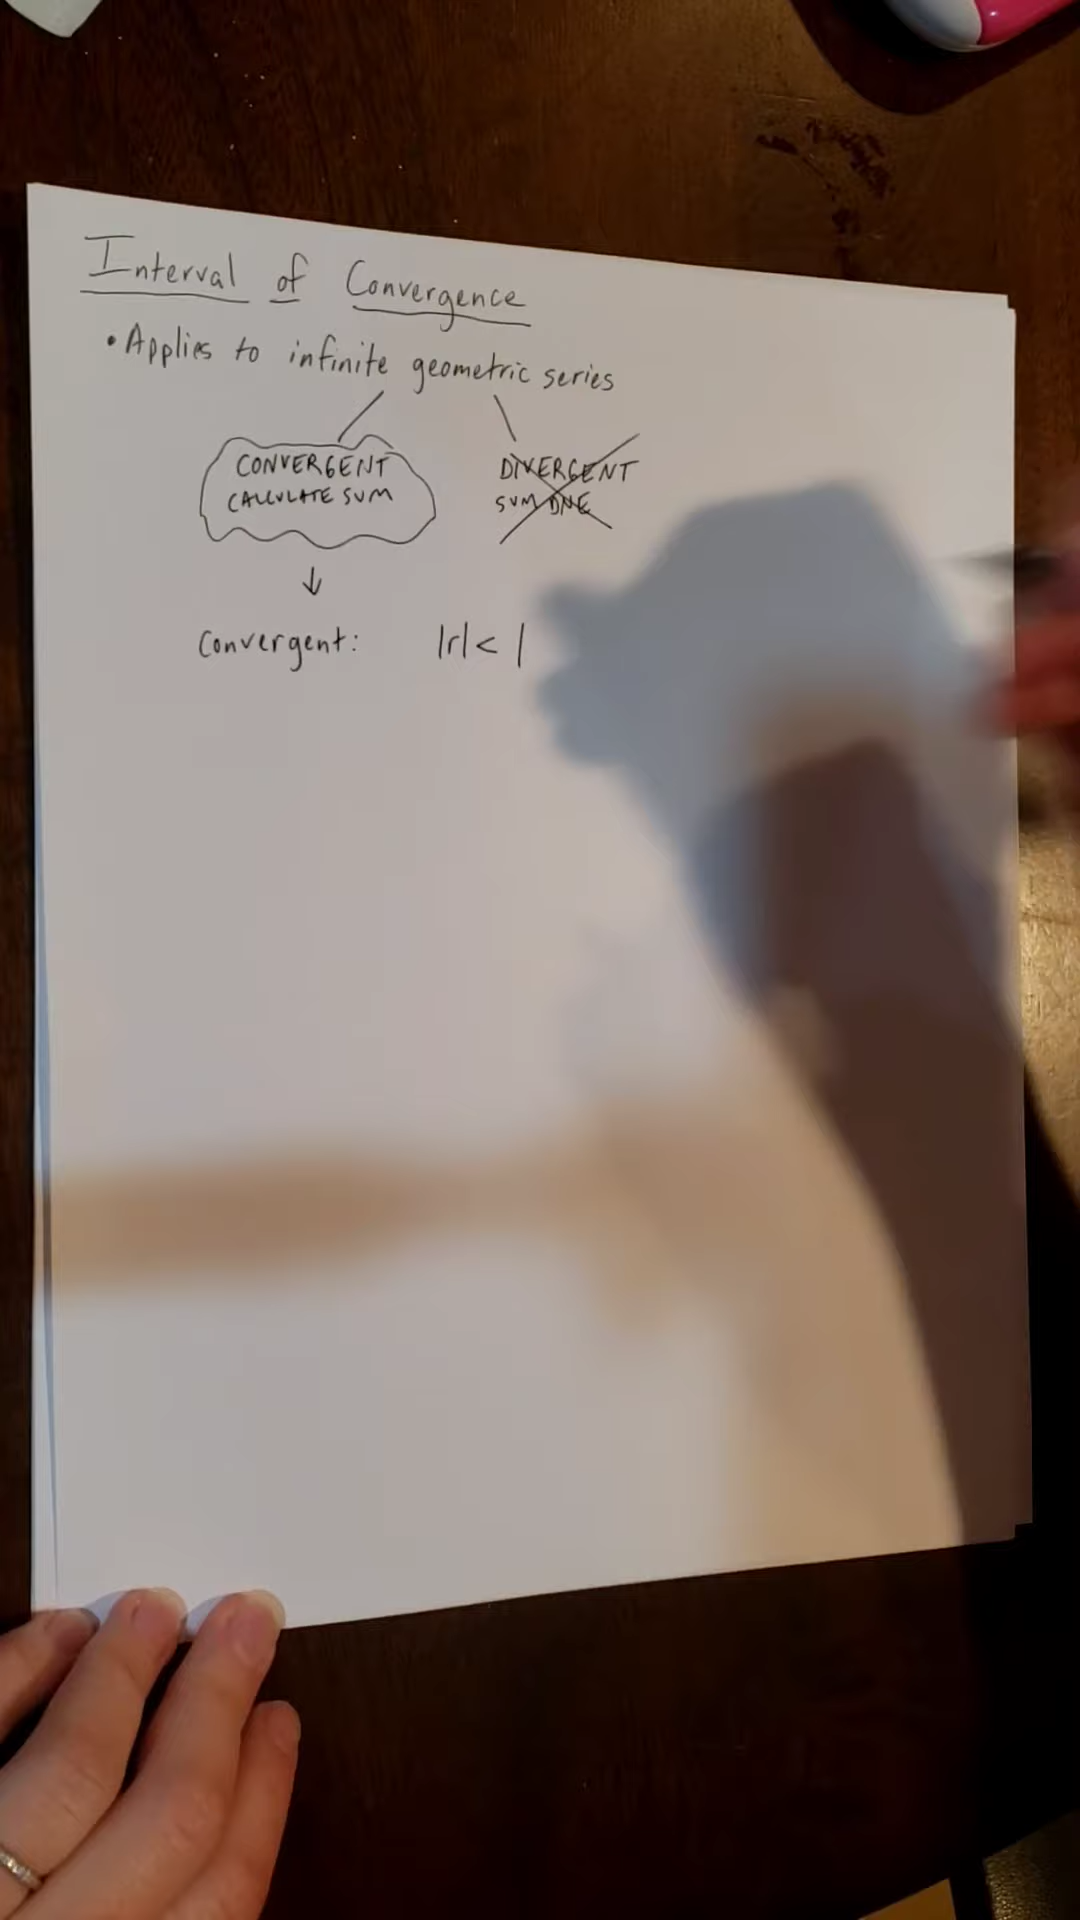 Interval of Convergence
• Applies to infinite geometric series
CONVERGENT
CALCULATE SUM
DIVERGENT
SUM DNE
↓
Convergent: |r| < 1